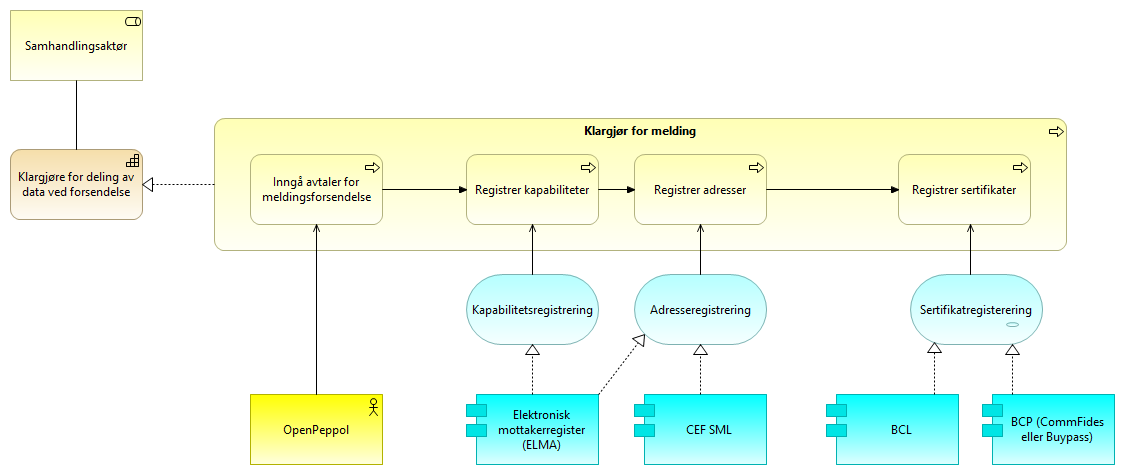 Samhandlingsaktør
Klargjør for melding
Klargjøre for deling av
data ved forsendelse
Inngå avtaler for
meldingsforsendelse
Registrer kapabiliteter
Registrer adresser
Registrer sertifikater
Kapabilitetsregistrering
Adresseregistrering
Sertifikatregisterering
OpenPeppol
Elektronisk
mottakerregister
(ELMA)
CEF SML
BCL
BCP (CommFides
eller Buypass)